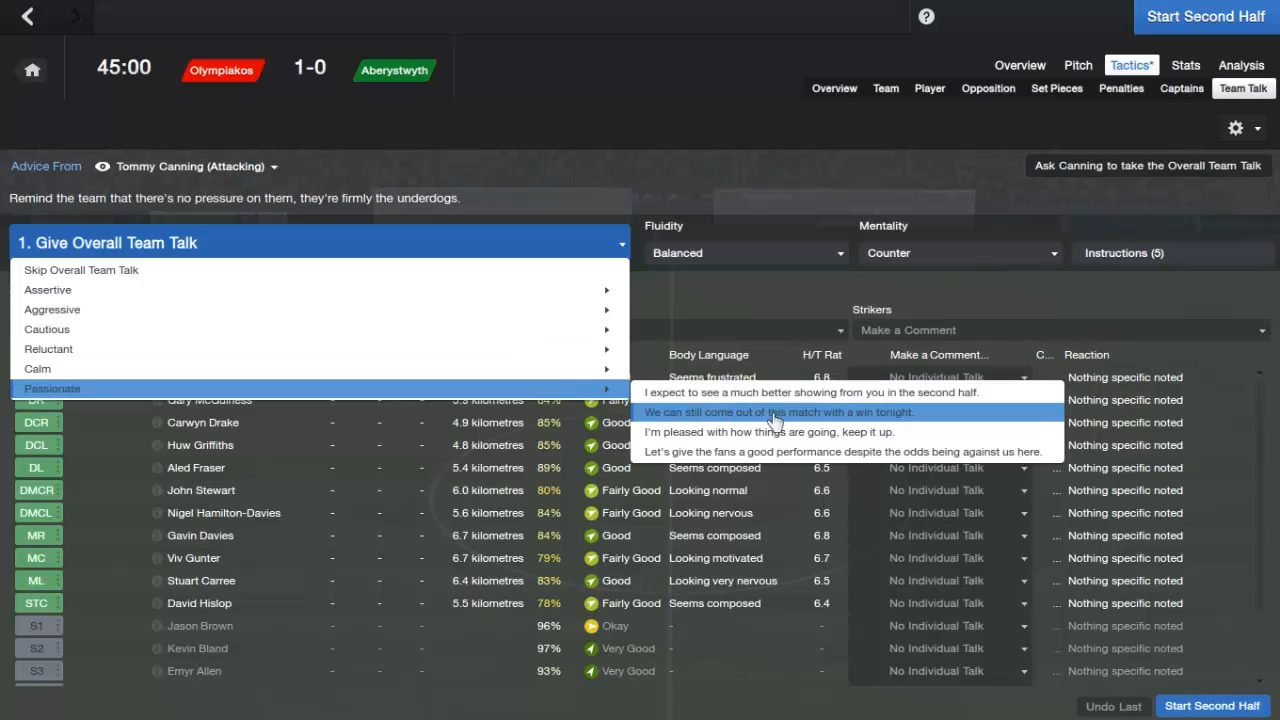 Start Second Half
45:00 Olympiakos 1-0 Aberystwyth
Overview Pitch Tactics* Stats Analysis
Overview Team Player Opposition Set Pieces Penalties Captains Team Talk
Advice From Tommy Canning (Attacking) Ask Canning to take the Overall Team Talk
Remind the team that there's no pressure on them, they're firmly the underdogs.
Fluidity Mentality
1. Give Overall Team Talk Balanced Counter Instructions (5)
Skip Overall Team Talk
Assertive
Aggressive
Cautious
Reluctant
Calm
Passionate
Strikers
Make a Comment
Body Language H/T Rat Make a Comment... C... Reaction
Seems frustrated 6.8 No Individual Talk Nothing specific noted
I expect to see a much better showing from you in the second half.
We can still come out of this match with a win tonight.
I'm pleased with how things are going, keep it up.
Let's give the fans a good performance despite the odds being against us here.
DR Gary McGuiness 5.5 kilometres 84% Fairly Nothing specific noted
DCR Carwyn Drake 4.9 kilometres 85% Good Nothing specific noted
DCL Huw Griffiths 4.8 kilometres 85% Good Nothing specific noted
DL Aled Fraser 5.4 kilometres 89% Good Seems composed 6.5 No Individual Talk ... Nothing specific noted
DMCR John Stewart 6.0 kilometres 80% Fairly Good Looking normal 6.6 No Individual Talk ... Nothing specific noted
DMCL Nigel Hamilton-Davies 5.6 kilometres 84% Fairly Good Looking nervous 6.6 No Individual Talk ... Nothing specific noted
MR Gavin Davies 6.7 kilometres 84% Good Seems composed 6.8 No Individual Talk ... Nothing specific noted
MC Viv Gunter 6.7 kilometres 79% Fairly Good Looking motivated 6.7 No Individual Talk ... Nothing specific noted
ML Stuart Carree 6.4 kilometres 83% Good Looking very nervous 6.5 No Individual Talk ... Nothing specific noted
STC David Hislop 5.5 kilometres 78% Fairly Good Seems composed 6.4 No Individual Talk ... Nothing specific noted
S1 Jason Brown - - - 96% Okay - - No Individual Talk ... Nothing specific noted
S2 Kevin Bland - - - 97% Very Good - - No Individual Talk ... Nothing specific noted
S3 Emyr Allen - - - 93% Very Good - - No Individual Talk ... Nothing specific noted
Undo Last Start Second Half